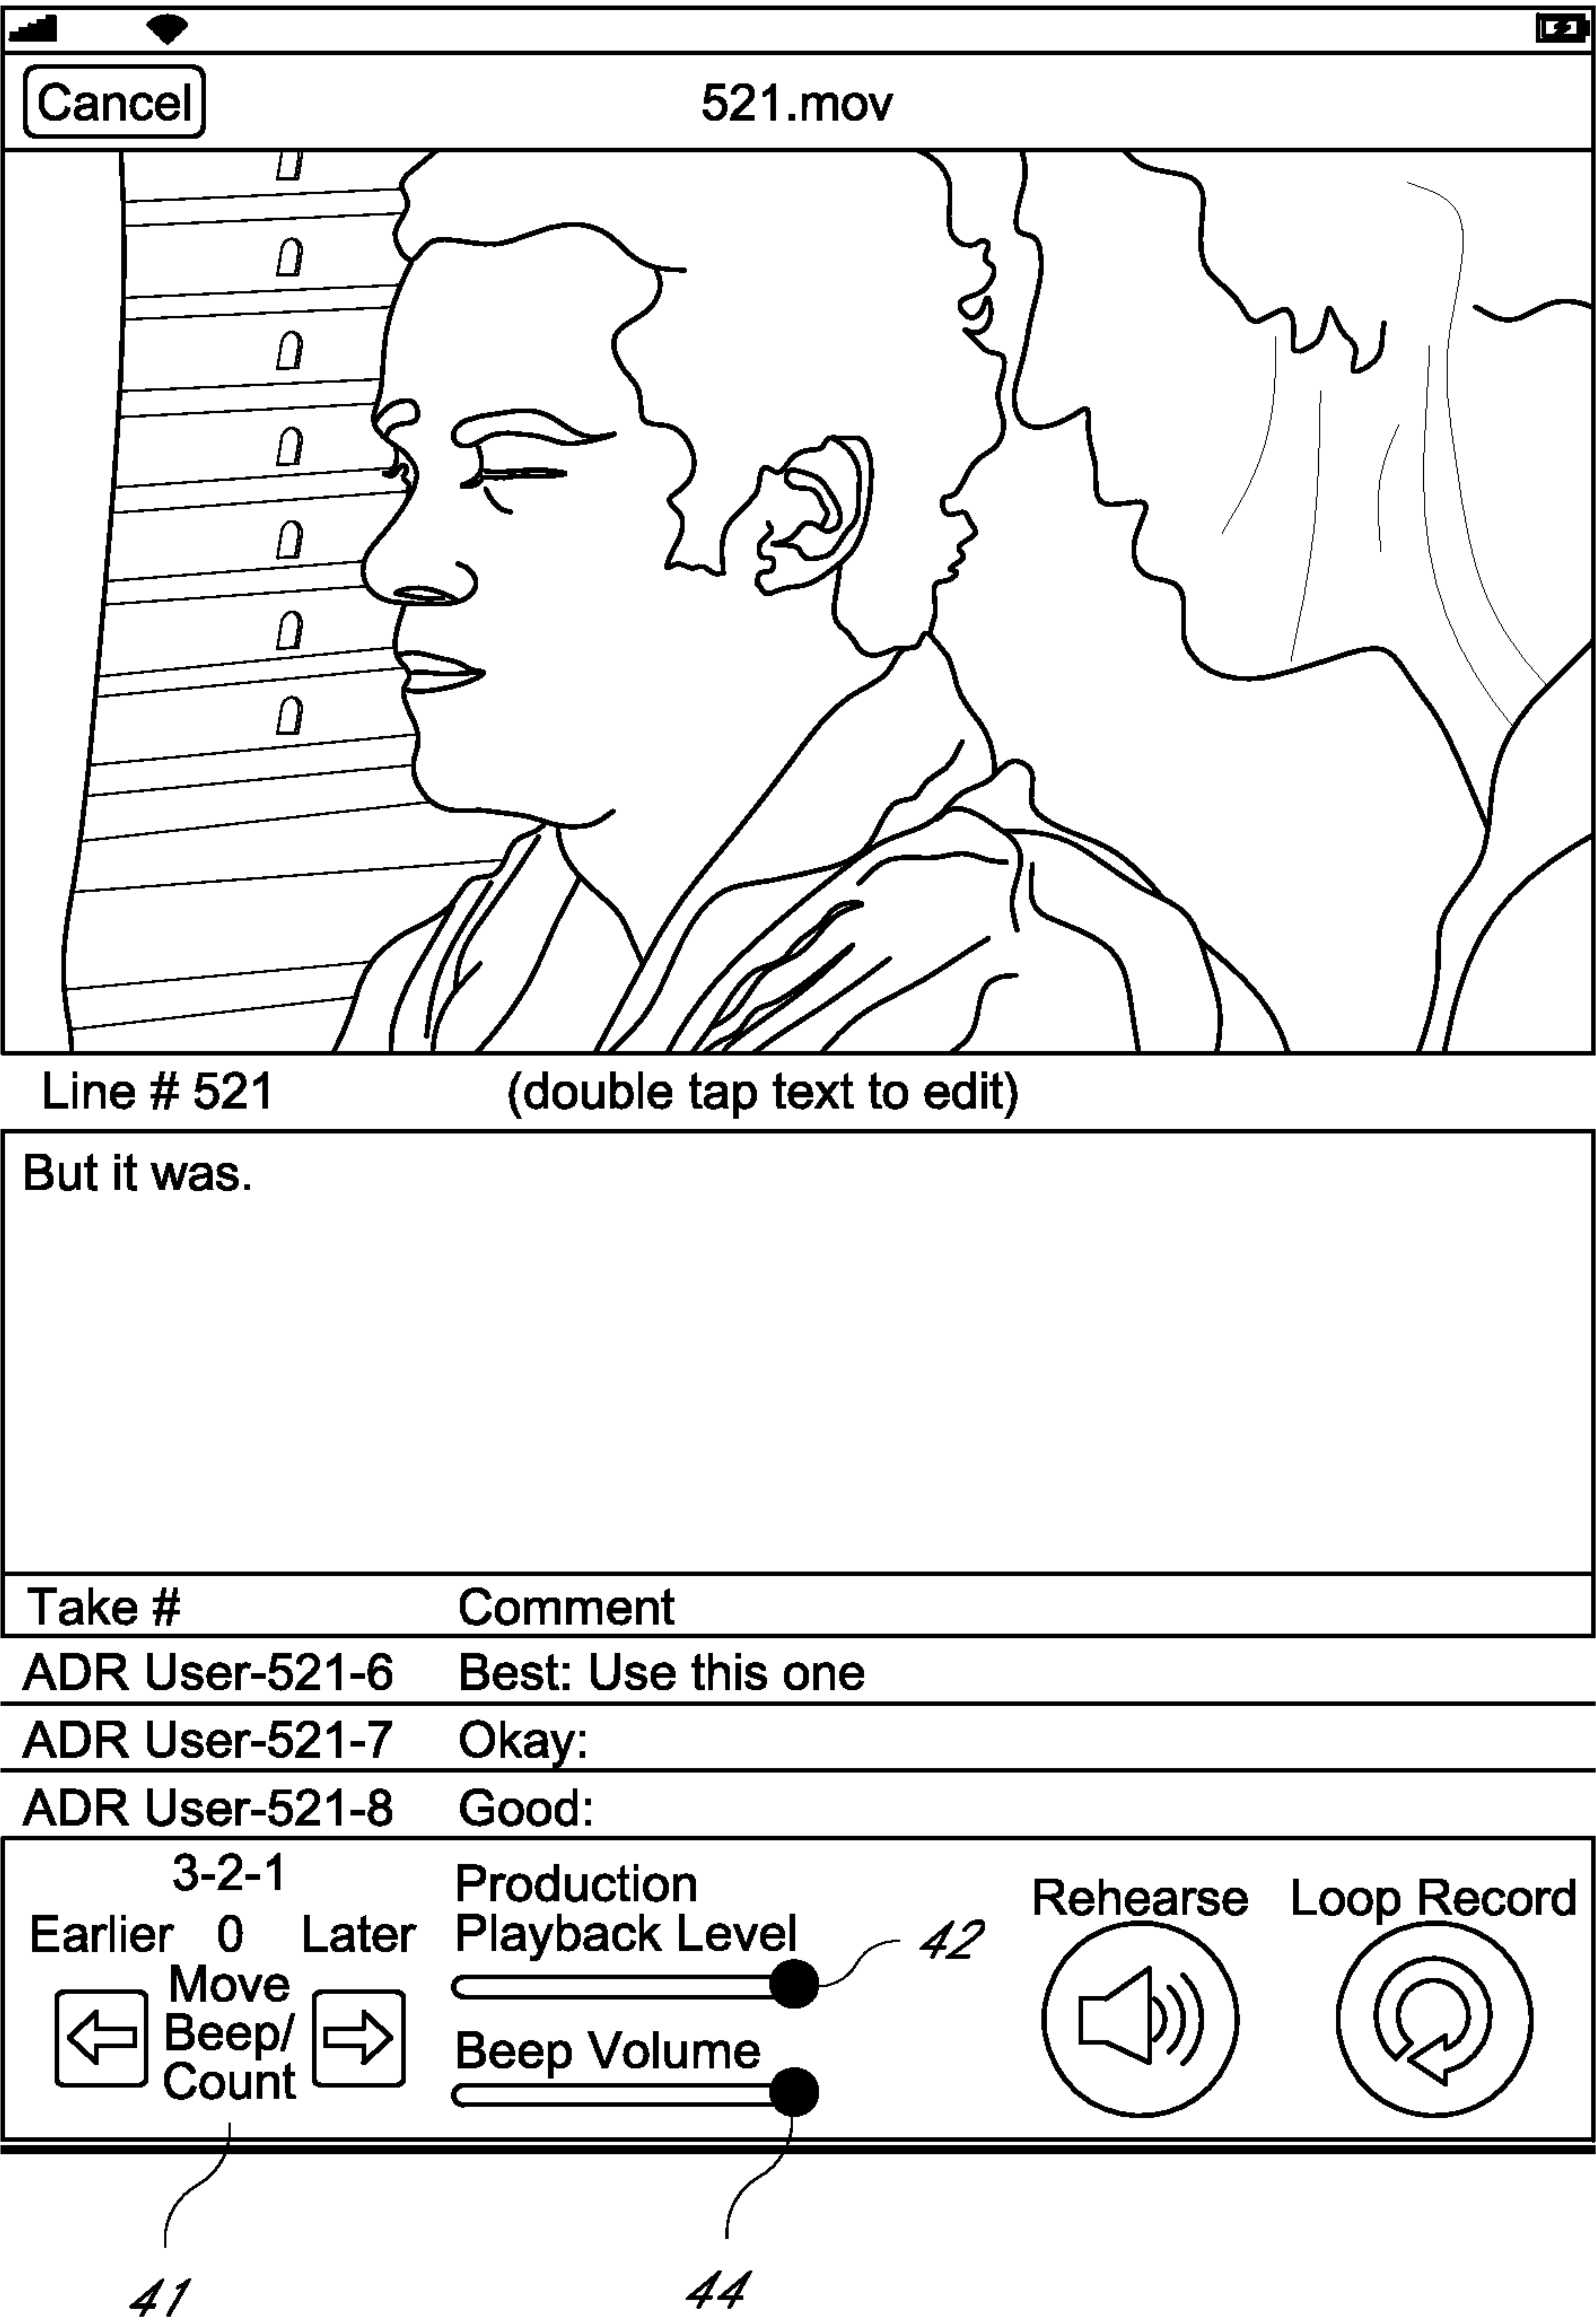 Cancel
521.mov
Line # 521
(double tap text to edit)
But it was.
Take #
Comment
ADR User-521-6
Best: Use this one
ADR User-521-7
Okay:
ADR User-521-8
Good:
3-2-1
Earlier 0 Later
Move
Beep/
Count
Production
Playback Level
42
Beep Volume
Rehearse
Loop Record
41
44